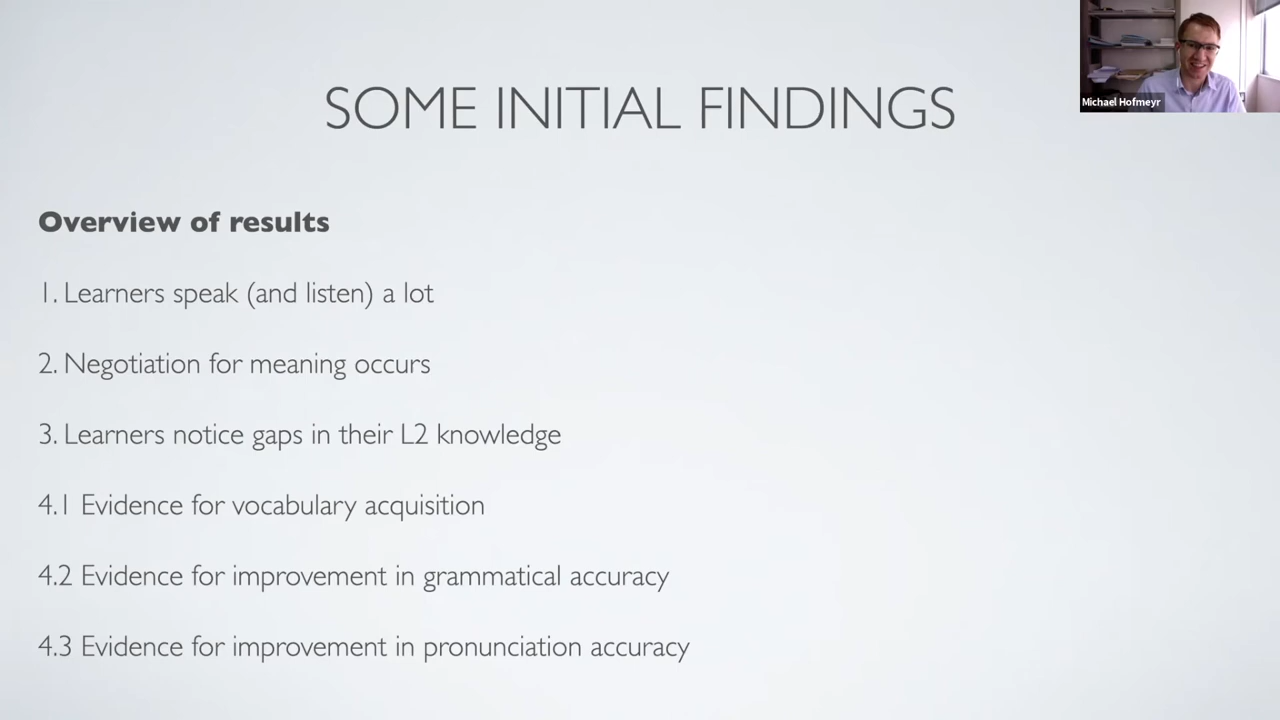 SOME INITIAL FINDINGS
Michael Hofmeyr
Overview of results
1. Learners speak (and listen) a lot
2. Negotiation for meaning occurs
3. Learners notice gaps in their L2 knowledge
4.1 Evidence for vocabulary acquisition
4.2 Evidence for improvement in grammatical accuracy
4.3 Evidence for improvement in pronunciation accuracy